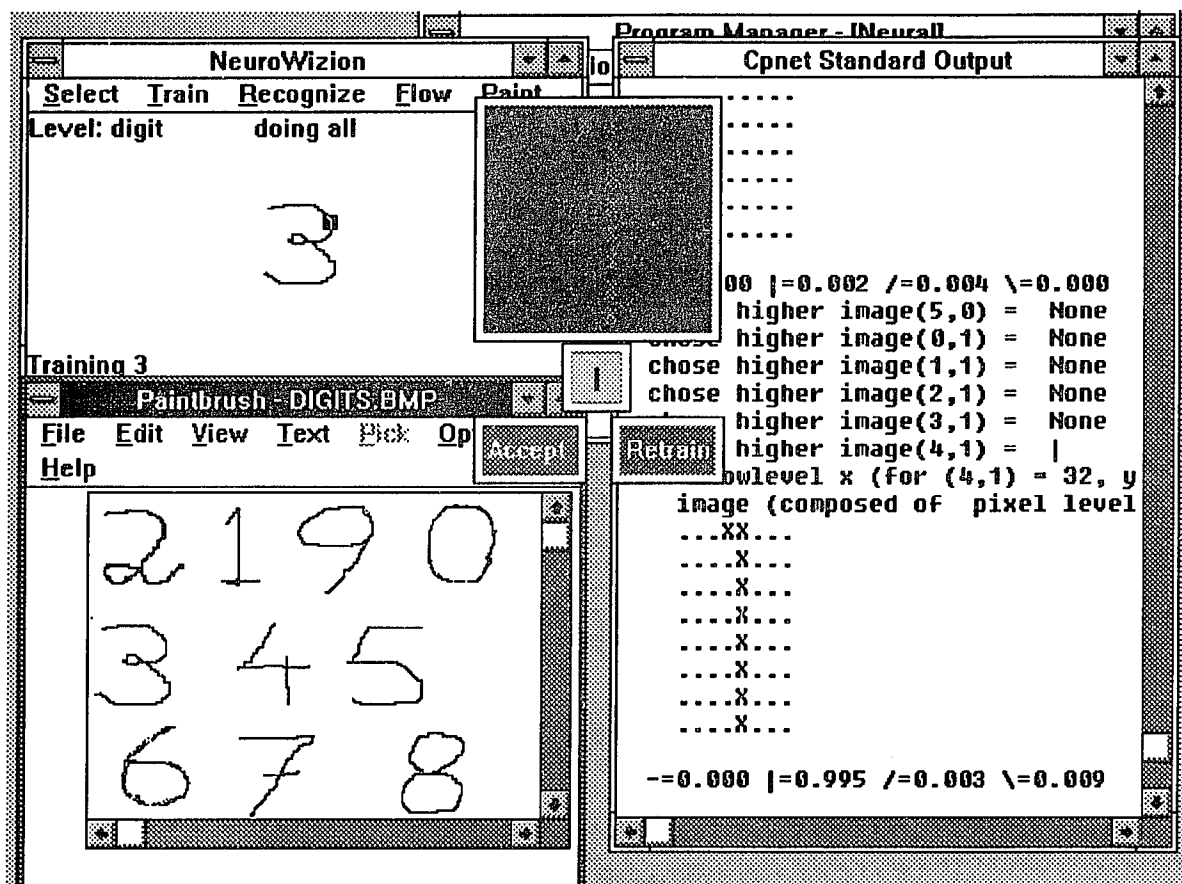 Program Manager - [Neural]
NeuroWizion
Select Train Recognize Flow Paint
Level: digit doing all
3
Training 3
Paintbrush - DIGITS.BMP
File Edit View Text Pick Op
Help
2 1 9 0
3 4 5
6 7 8
|
Accept
Retrain
io
Cpnet Standard Output
.....
.....
.....
.....
.....
.....
00 |=0.002 /=0.004 \=0.000
higher image(5,0) = None
chose higher image(0,1) = None
chose higher image(1,1) = None
chose higher image(2,1) = None
higher image(3,1) = None
higher image(4,1) = |
owlevel x (for (4,1) = 32, y
image (composed of pixel level
...XX...
....X...
....X...
....X...
....X...
....X...
....X...
....X...
-=0.000 |=0.995 /=0.003 \=0.009